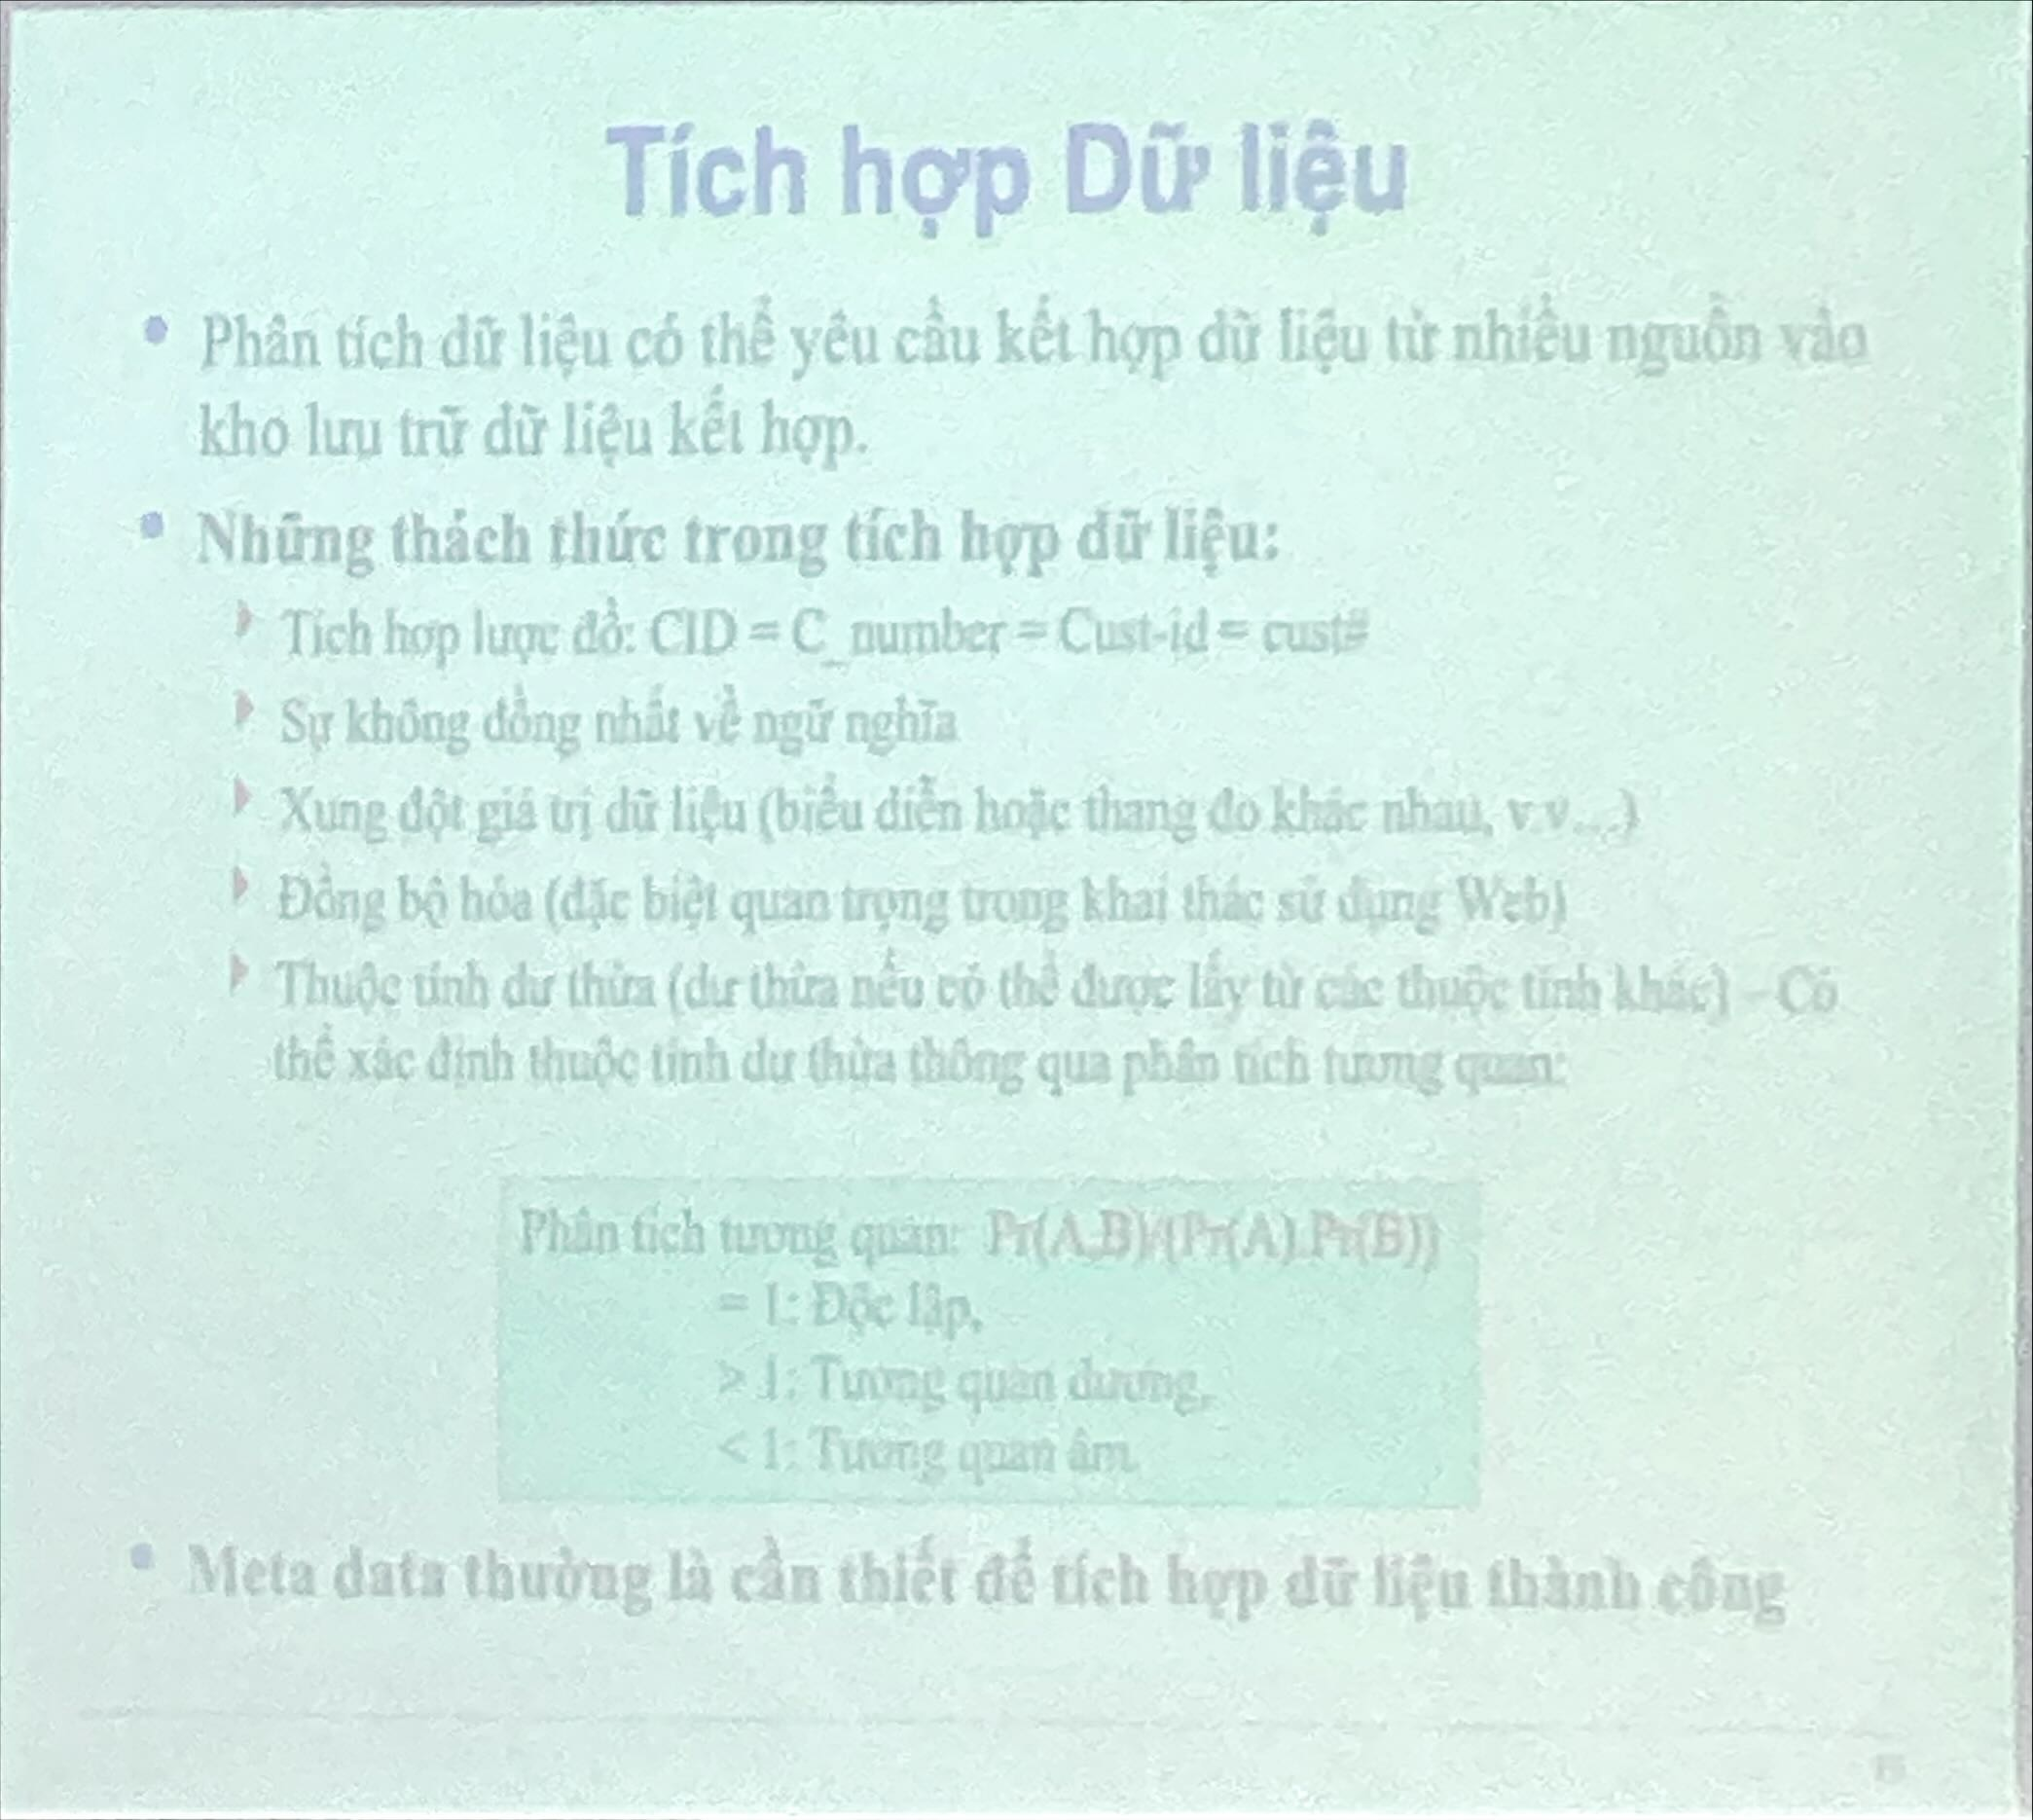 Tích hợp Dữ liệu
• Phân tích dữ liệu có thể yêu cầu kết hợp dữ liệu từ nhiều nguồn vào
kho lưu trữ dữ liệu kết hợp.
• Những thách thức trong tích hợp dữ liệu:
Tích hợp lược đồ: CID = C_number = Cust-id = cust#
Sự không đồng nhất về ngữ nghĩa
Xung đột giá trị dữ liệu (biểu diễn hoặc thang đo khác nhau, v.v...)
Đồng bộ hóa (đặc biệt quan trọng trong khai thác sử dụng Web)
Thuộc tính dư thừa (dư thừa nếu có thể được lấy từ các thuộc tính khác) – Có
thể xác định thuộc tính dư thừa thông qua phân tích tương quan:
Phân tích tương quan: Pr(A,B)/(Pr(A).Pr(B))
= 1: Độc lập,
> 1: Tương quan dương,
< 1: Tương quan âm.
• Meta data thường là cần thiết để tích hợp dữ liệu thành công